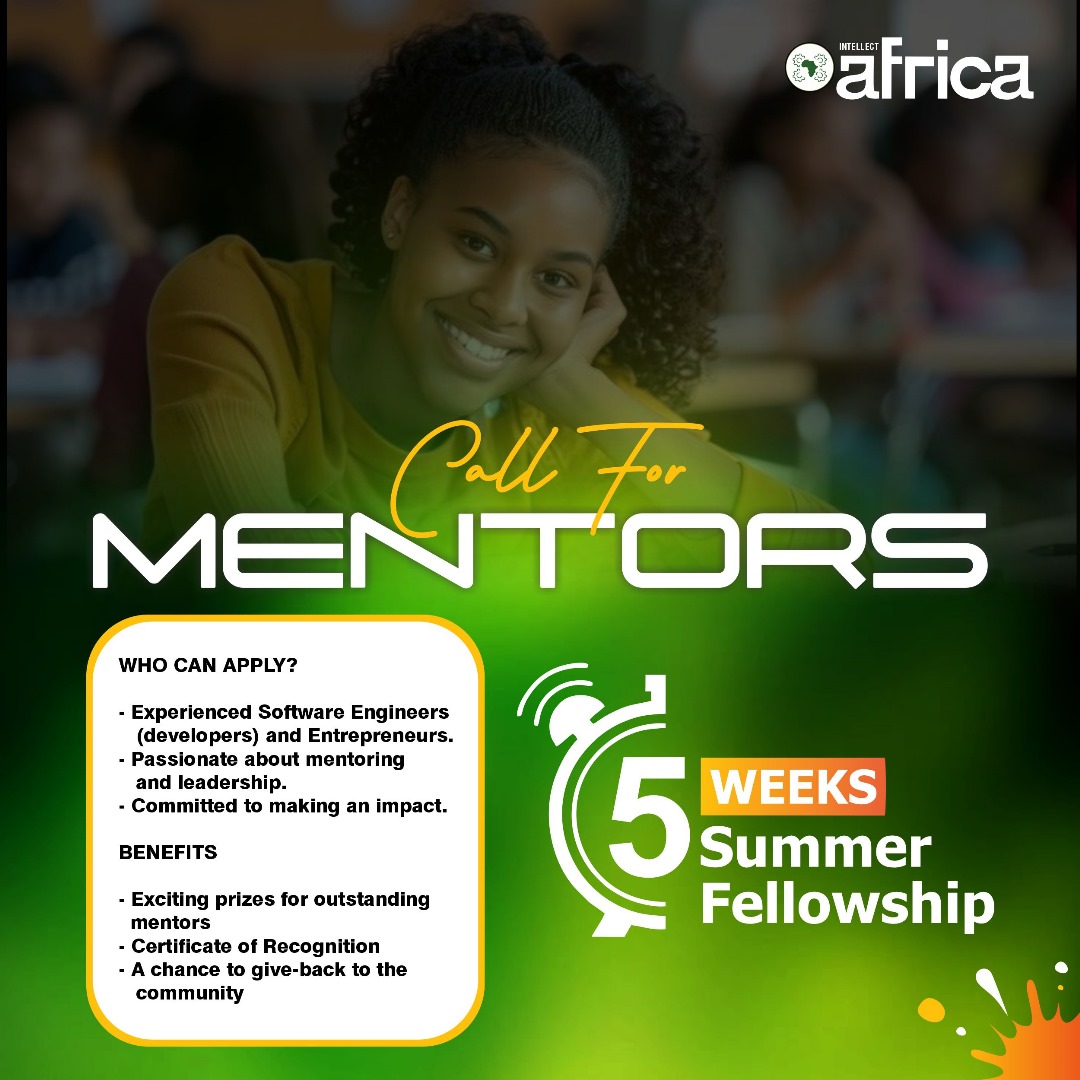 INTELLECT
africa
Call For
MENTORS
WHO CAN APPLY?
- Experienced Software Engineers
(developers) and Entrepreneurs.
- Passionate about mentoring
and leadership.
- Committed to making an impact.
BENEFITS
- Exciting prizes for outstanding
mentors
- Certificate of Recognition
- A chance to give-back to the
community
5 WEEKS
Summer
Fellowship